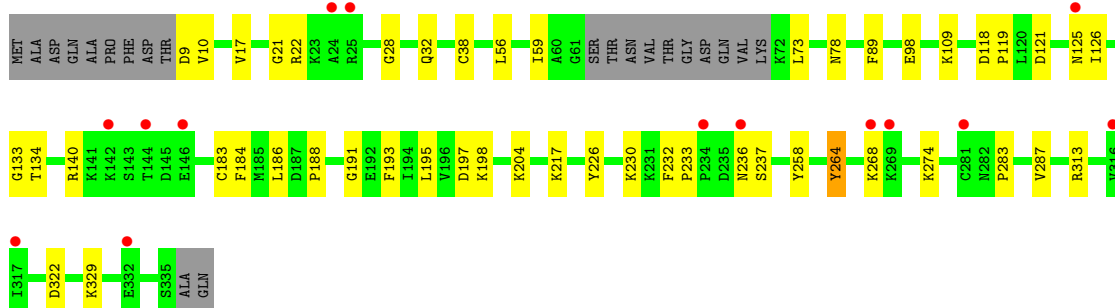 MET ALA ASP GLN ALA PRO PHE ASP THR D9 V10 V17 G21 R22 K23 A24 R25 G28 Q32 C38 L56 I59 A60 G61 SER THR ASN VAL THR GLY ASP GLN VAL LYS K72 L73 N78 F89 E98 K109 D118 P119 L120 D121 N125 I126
G133 T134 R140 K141 K142 S143 T144 D145 E146 C183 F184 M185 L186 D187 P188 G191 E192 F193 I194 L195 V196 D197 K198 K204 K217 Y226 K230 K231 F232 P233 P234 D235 N236 S237 Y258 Y264 K268 K269 K274 C281 N282 P283 V287 R313 V316
I317 D322 K329 E332 S335 ALA GLN